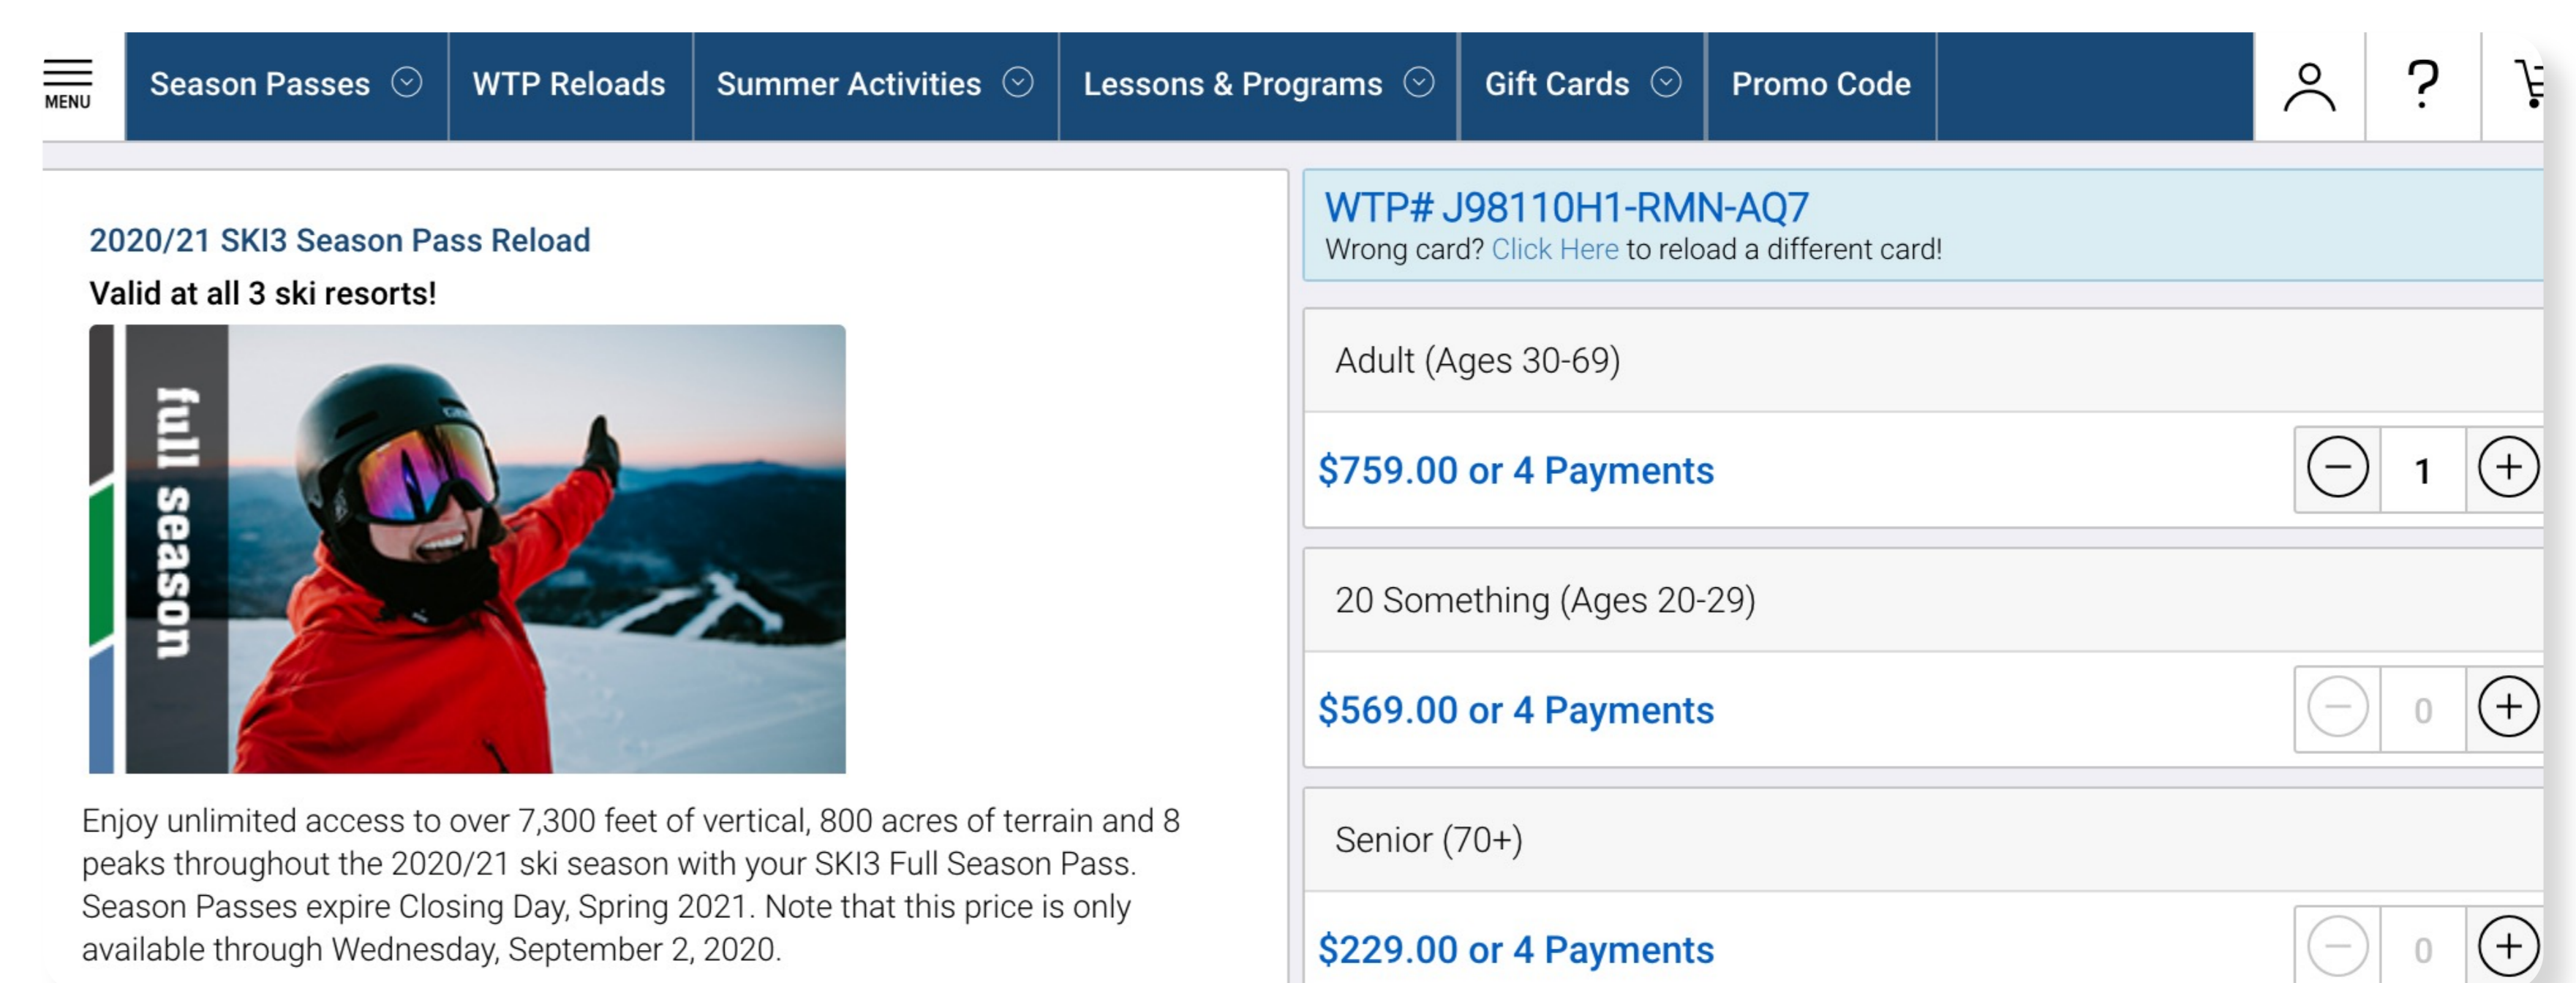 MENU
Season Passes
WTP Reloads
Summer Activities
Lessons & Programs
Gift Cards
Promo Code
?
2020/21 SKI3 Season Pass Reload
Valid at all 3 ski resorts!
full season
Enjoy unlimited access to over 7,300 feet of vertical, 800 acres of terrain and 8
peaks throughout the 2020/21 ski season with your SKI3 Full Season Pass.
Season Passes expire Closing Day, Spring 2021. Note that this price is only
available through Wednesday, September 2, 2020.
WTP# J98110H1-RMN-AQ7
Wrong card? Click Here to reload a different card!
Adult (Ages 30-69)
$759.00 or 4 Payments
1
20 Something (Ages 20-29)
$569.00 or 4 Payments
0
Senior (70+)
$229.00 or 4 Payments
0